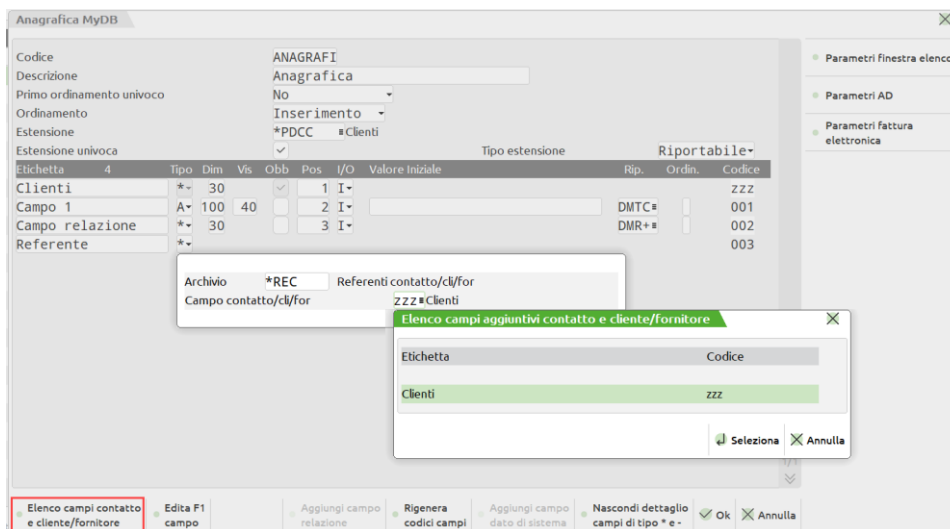 Anagrafica MyDB
Codice ANAGRAFI
Descrizione Anagrafica
Primo ordinamento univoco No
Ordinamento Inserimento
Estensione *PDCC Clienti
Estensione univoca Tipo estensione Riportabile
Etichetta 4 Tipo Dim Vis Obb Pos I/O Valore Iniziale Rip. Ordin. Codice
Clienti * 30 1 I zzz
Campo 1 A 100 40 2 I DMTC 001
Campo relazione * 30 3 I DMR+ 002
Referente * 003
Archivio *REC Referenti contatto/cli/for
Campo contatto/cli/for zzz Clienti
Elenco campi aggiuntivi contatto e cliente/fornitore
Etichetta Codice
Clienti zzz
Seleziona Annulla
1/1
Parametri finestra elenco
Parametri AD
Parametri fattura
elettronica
Elenco campi contatto
e cliente/fornitore
Edita F1
campo
Aggiungi campo
relazione
Rigenera
codici campi
Aggiungi campo
dato di sistema
Nascondi dettaglio
campi di tipo * e -
Ok Annulla